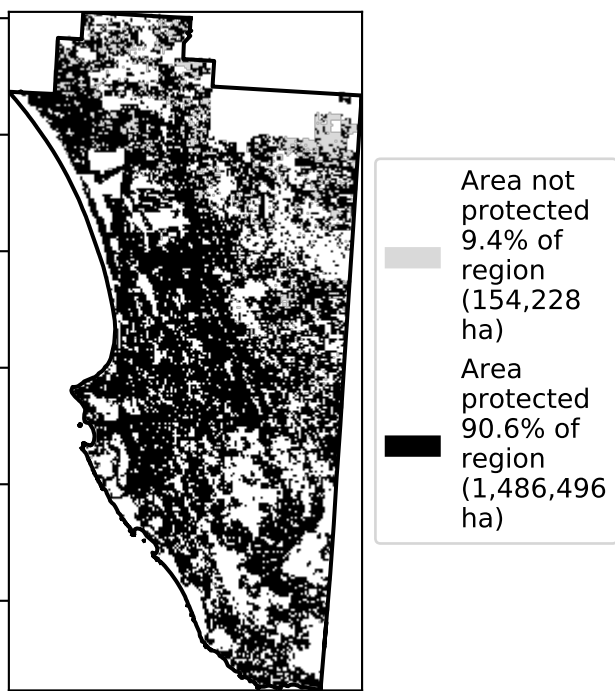 Area not
protected
9.4% of
region
(154,228
ha)
Area
protected
90.6% of
region
(1,486,496
ha)